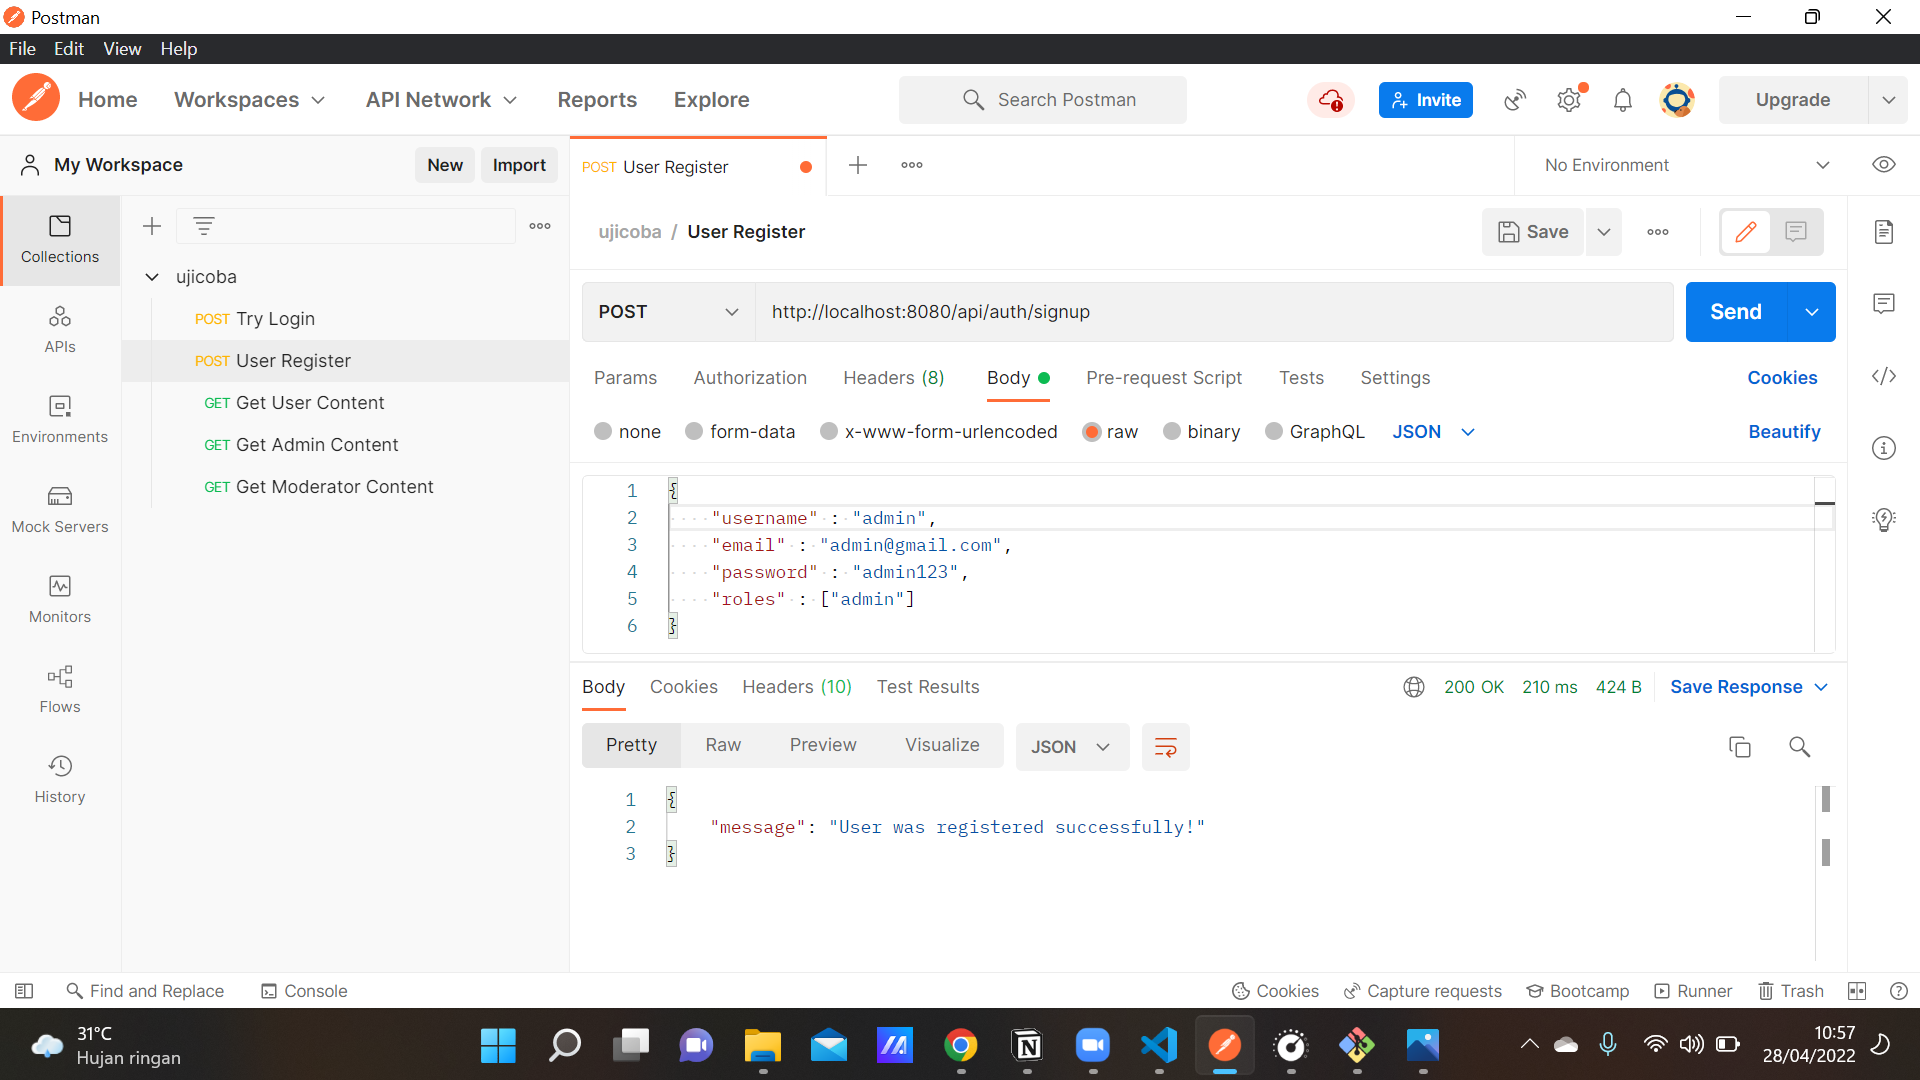 Postman
File Edit View Help
Home Workspaces API Network Reports Explore Search Postman Invite Upgrade
My Workspace New Import POST User Register No Environment
ujicoba / User Register Save
Collections
APIs
Environments
Mock Servers
Monitors
Flows
History
ujicoba
POST Try Login
POST User Register
GET Get User Content
GET Get Admin Content
GET Get Moderator Content
POST http://localhost:8080/api/auth/signup Send
Params Authorization Headers (8) Body Pre-request Script Tests Settings Cookies
none form-data x-www-form-urlencoded raw binary GraphQL JSON Beautify
1 {
2 "username" : "admin",
3 "email" : "admin@gmail.com",
4 "password" : "admin123",
5 "roles" : ["admin"]
6 }
Body Cookies Headers (10) Test Results 200 OK 210 ms 424 B Save Response
Pretty Raw Preview Visualize JSON
1 {
2 "message": "User was registered successfully!"
3 }
Find and Replace Console Cookies Capture requests Bootcamp Runner Trash
31°C
Hujan ringan
10:57
28/04/2022